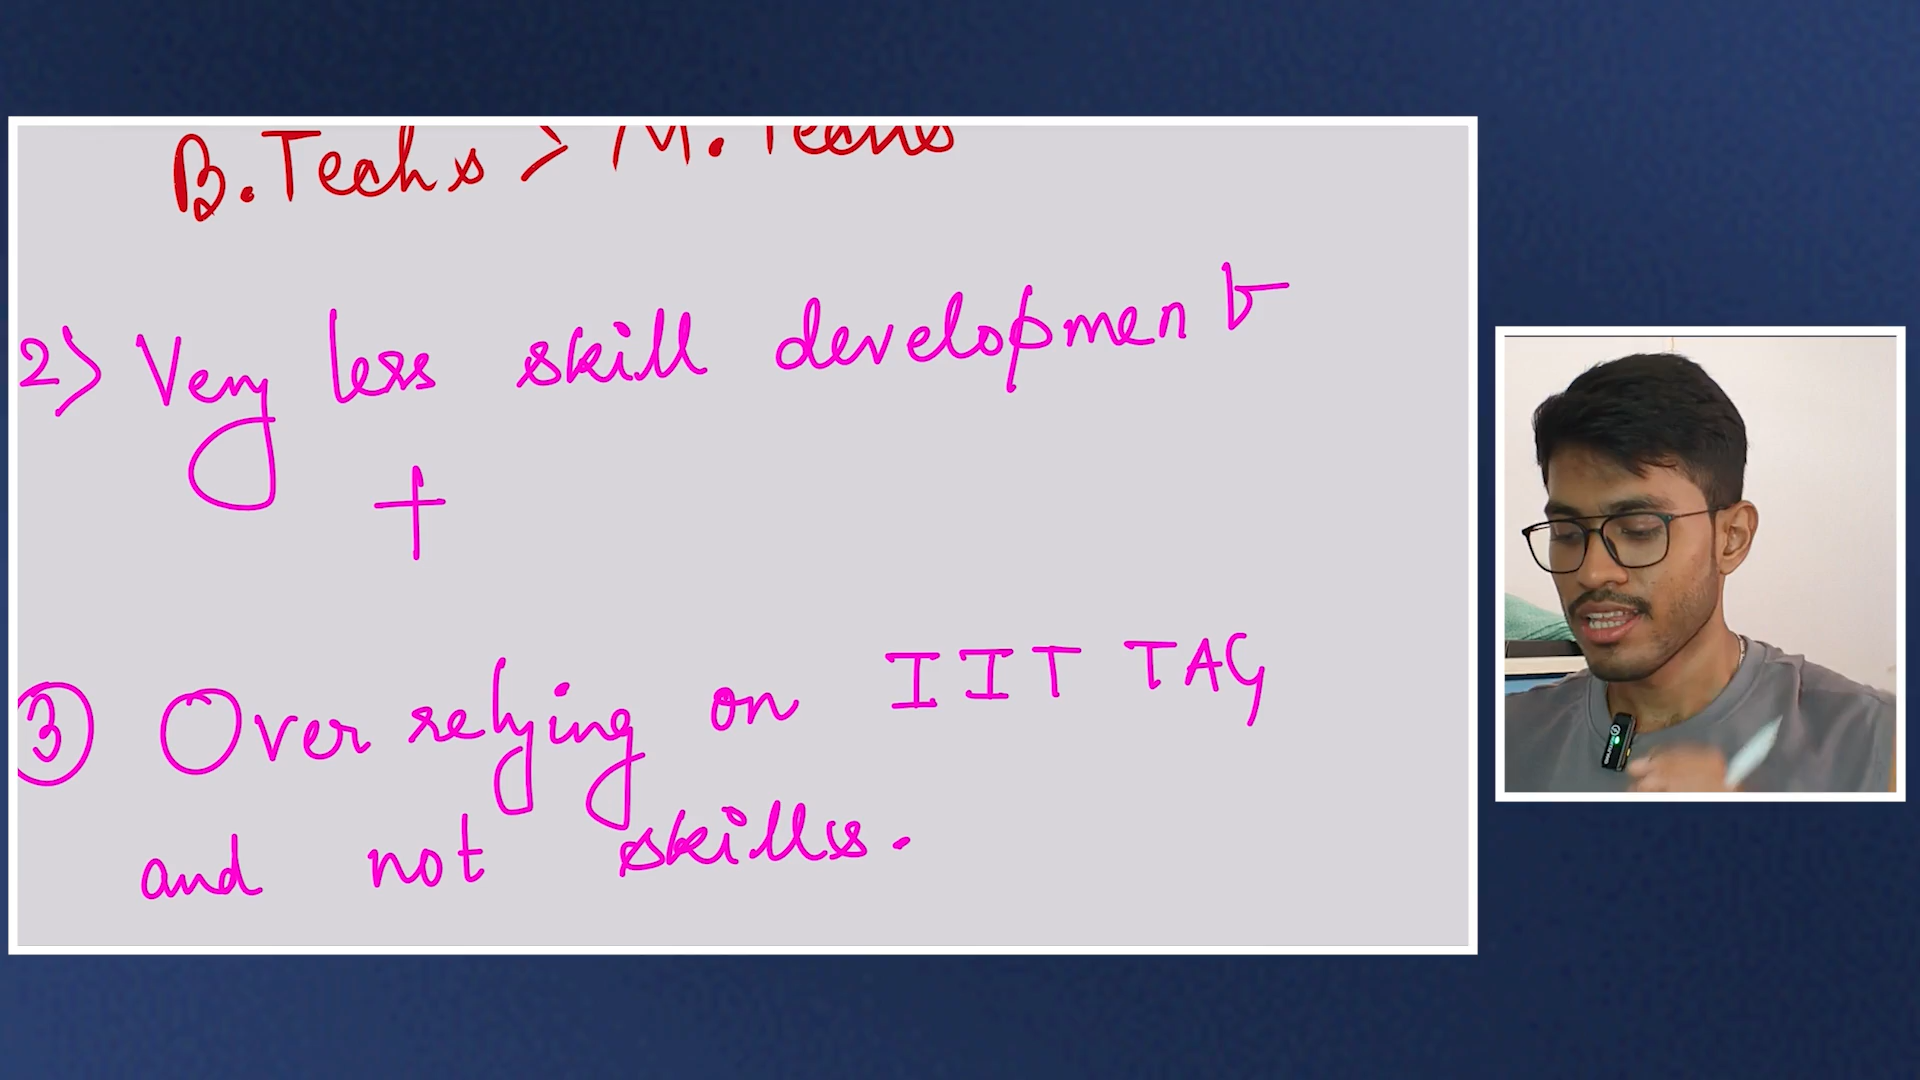 B.Techs > M.Techs
2) Very less skill development
+
3 Over relying on IIT TAG
and not skills.